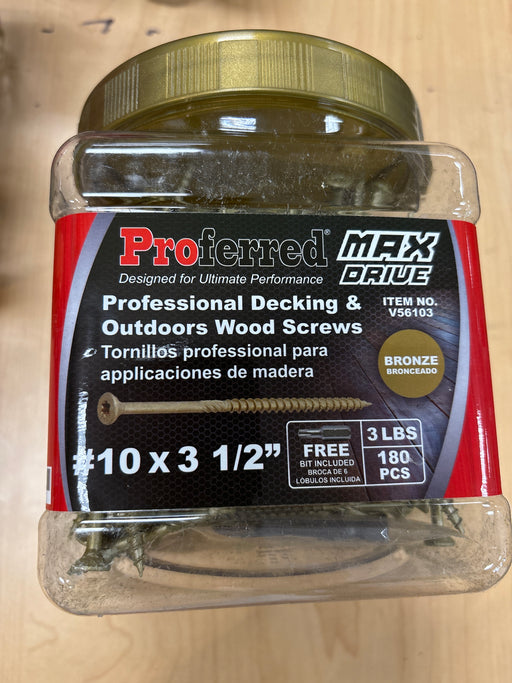 Proferred®
Designed for Ultimate Performance
MAX
DRIVE
Professional Decking &
Outdoors Wood Screws
ITEM NO.
V56103
Tornillos professional para
applicaciones de madera
BRONZE
BRONCEADO
#10 x 3 1/2"
FREE
BIT INCLUDED
BROCA DE 6
LÓBULOS INCLUIDA
3 LBS
180
PCS